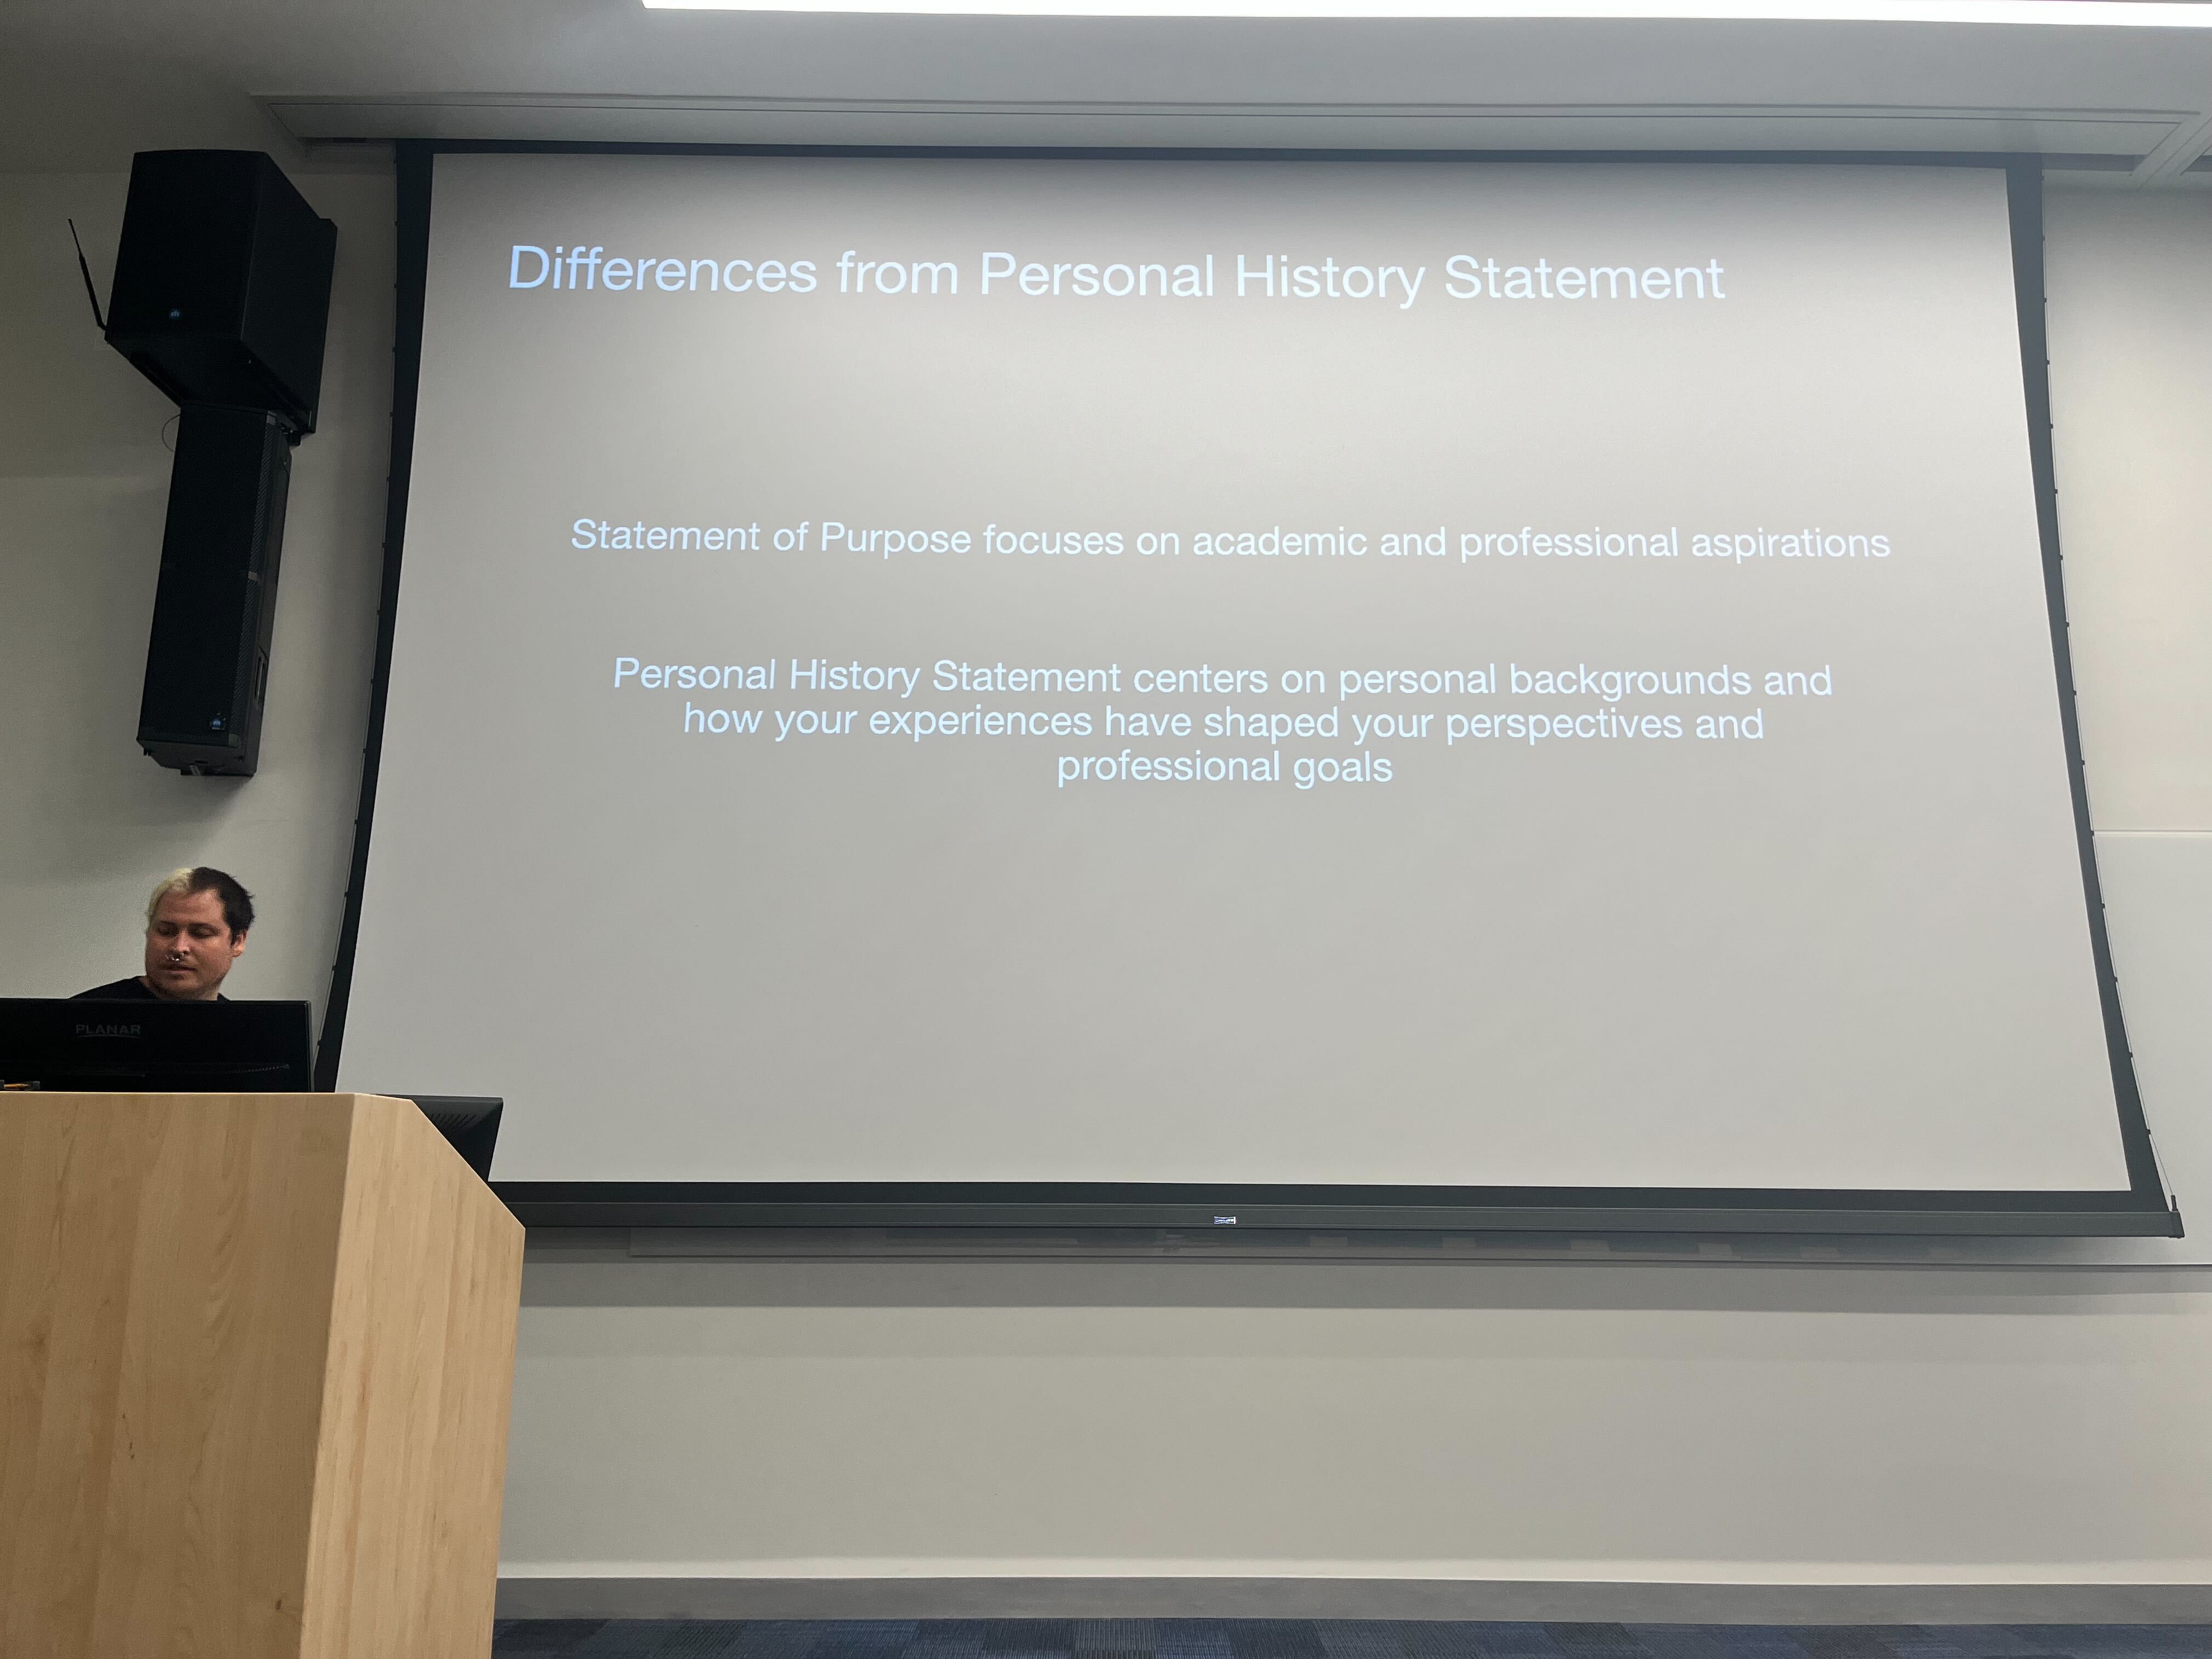 Differences from Personal History Statement
Statement of Purpose focuses on academic and professional aspirations
Personal History Statement centers on personal backgrounds and
how your experiences have shaped your perspectives and
professional goals
PLANAR